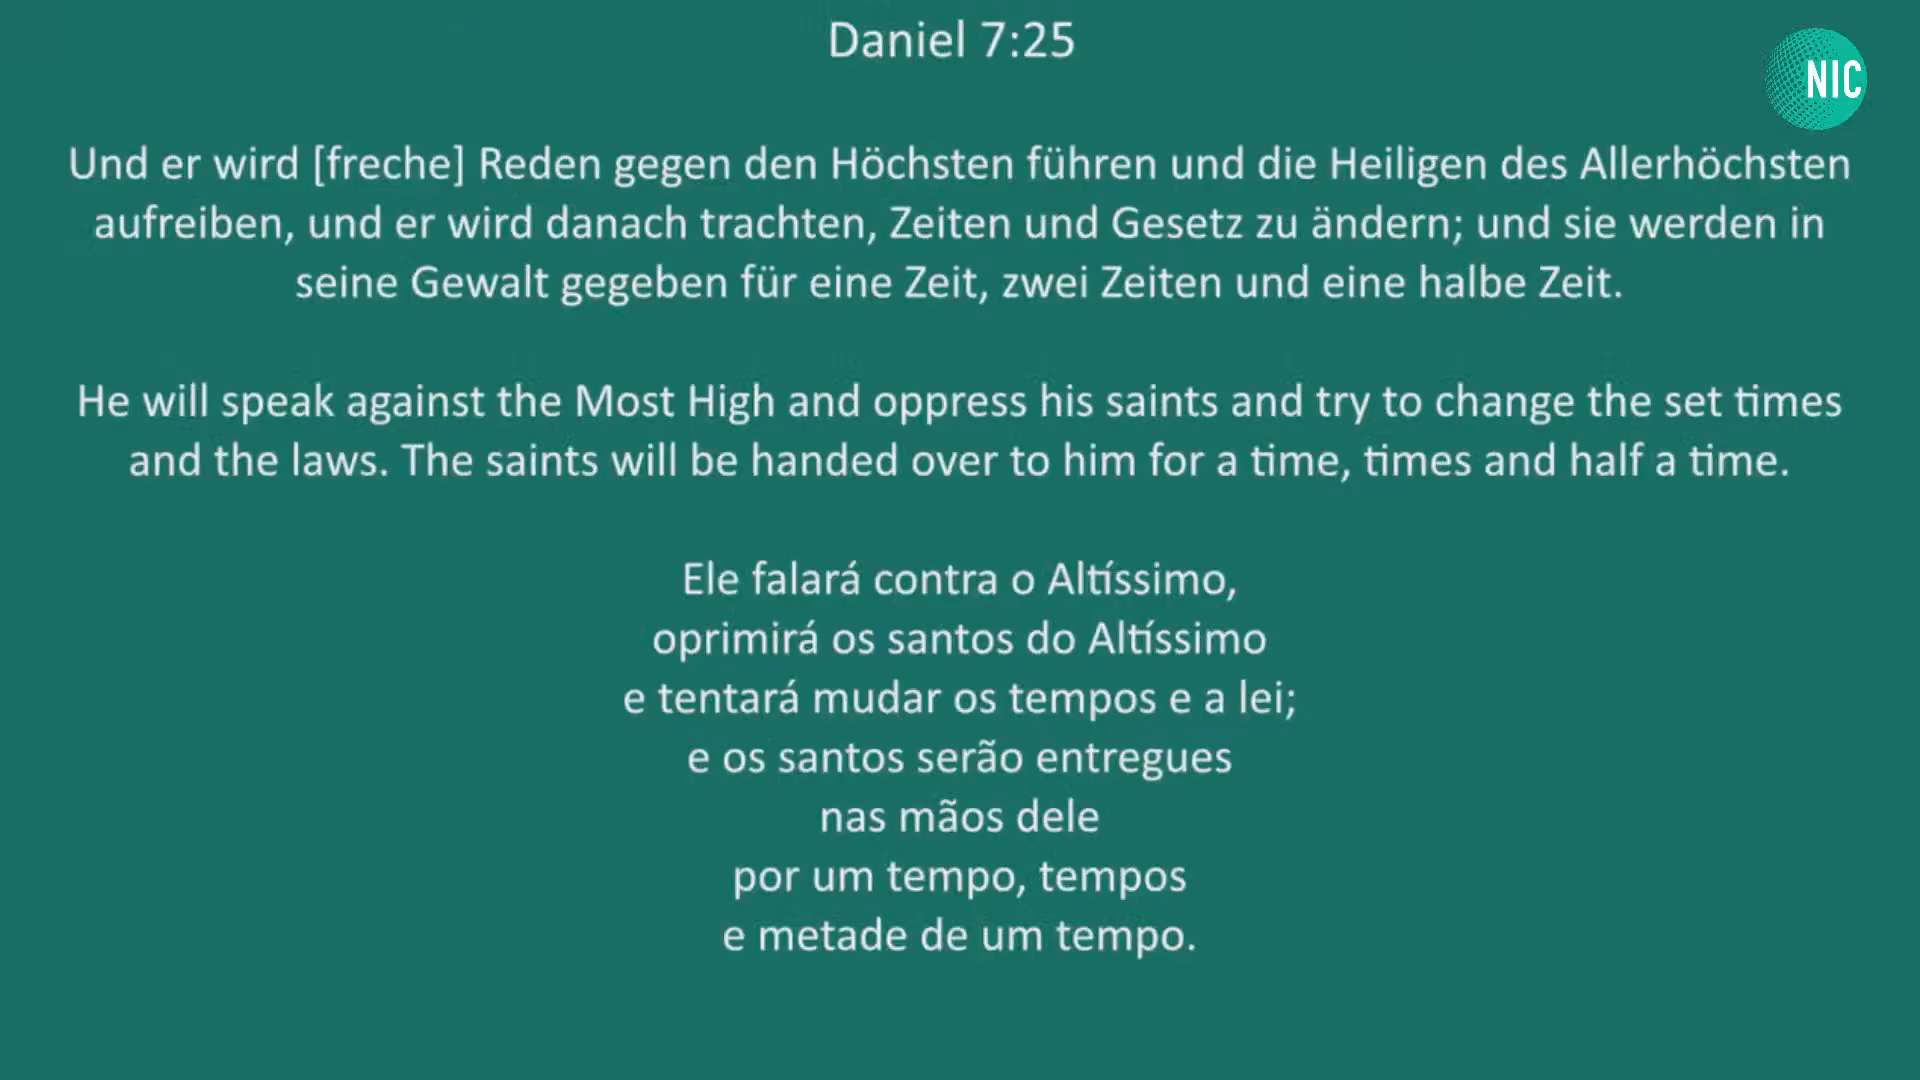 Daniel 7:25
NIC
Und er wird [freche] Reden gegen den Höchsten führen und die Heiligen des Allerhöchsten
aufreiben, und er wird danach trachten, Zeiten und Gesetz zu ändern; und sie werden in
seine Gewalt gegeben für eine Zeit, zwei Zeiten und eine halbe Zeit.
He will speak against the Most High and oppress his saints and try to change the set times
and the laws. The saints will be handed over to him for a time, times and half a time.
Ele falará contra o Altíssimo,
oprimirá os santos do Altíssimo
e tentará mudar os tempos e a lei;
e os santos serão entregues
nas mãos dele
por um tempo, tempos
e metade de um tempo.